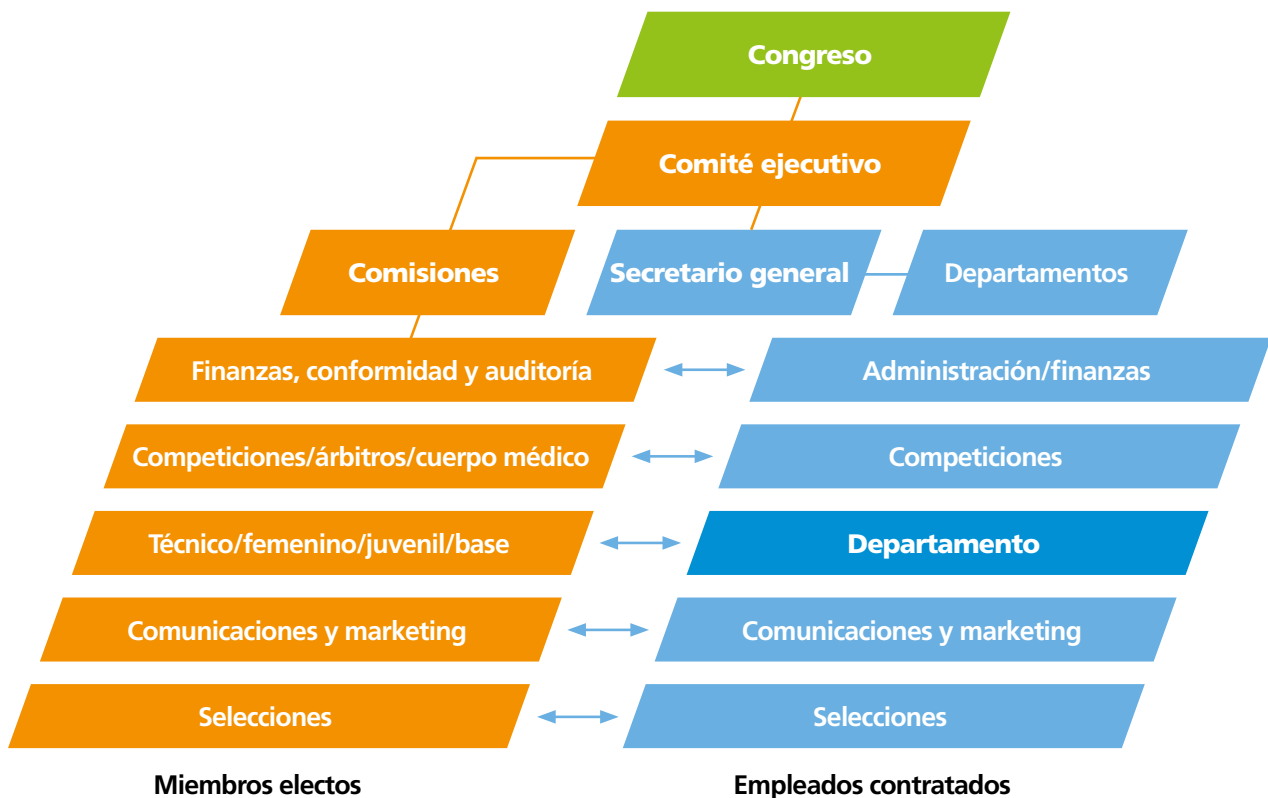 Congreso
Comité ejecutivo
Comisiones
Secretario general
Departamentos
Finanzas, conformidad y auditoría
Administración/finanzas
Competiciones/árbitros/cuerpo médico
Competiciones
Técnico/femenino/juvenil/base
Departamento
Comunicaciones y marketing
Comunicaciones y marketing
Selecciones
Selecciones
Miembros electos
Empleados contratados